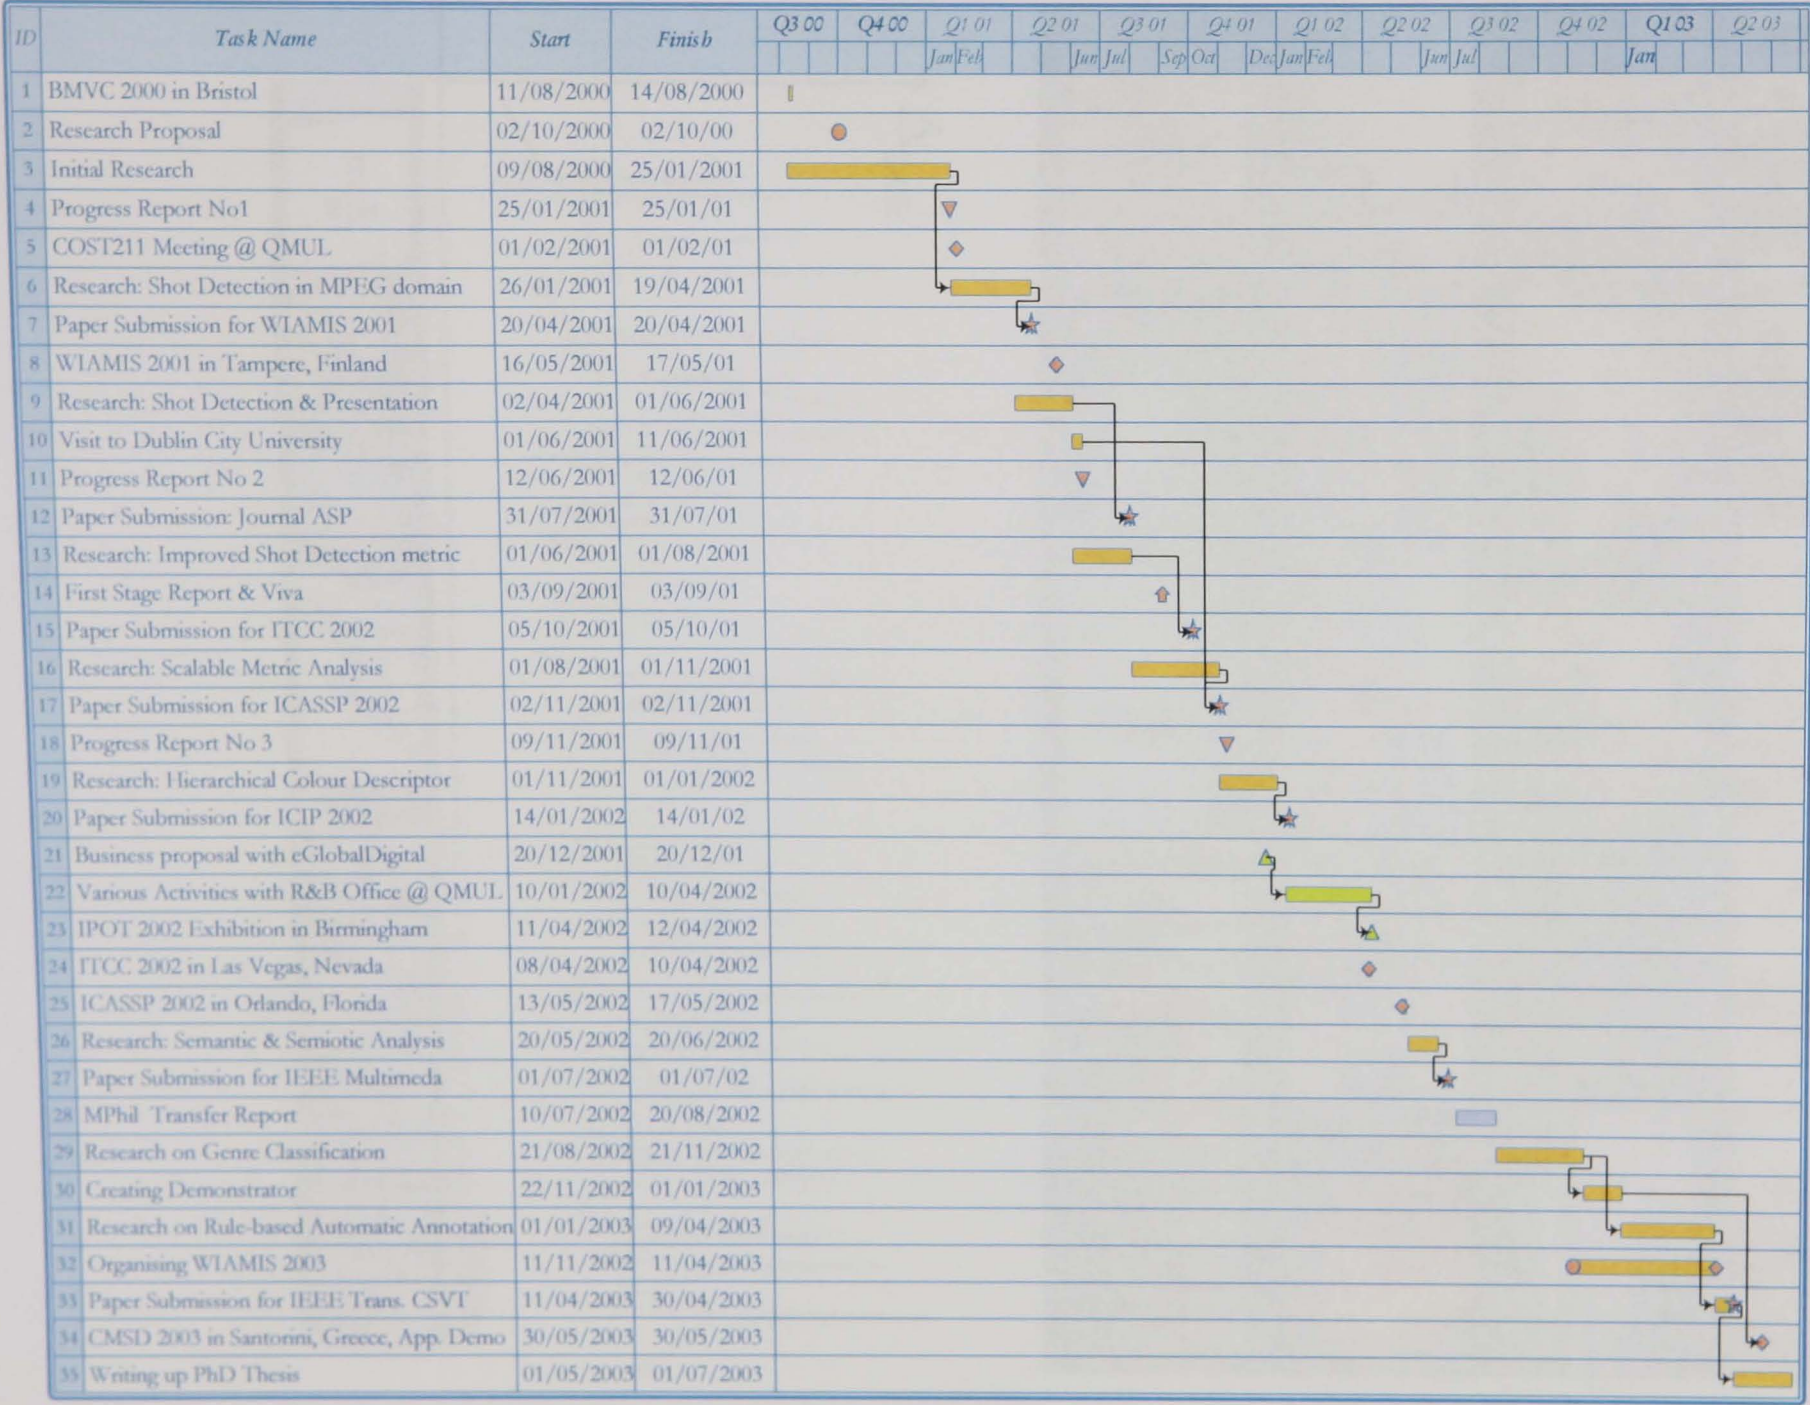 ID Task Name Start Finish Q3 00 Q4 00 Q1 01 Q2 01 Q3 01 Q4 01 Q1 02 Q2 02 Q3 02 Q4 02 Q1 03 Q2 03
Jan Feb Jun Jul Sep Oct Dec Jan Feb Jun Jul Jan
1 BMVC 2000 in Bristol 11/08/2000 14/08/2000
2 Research Proposal 02/10/2000 02/10/00
3 Initial Research 09/08/2000 25/01/2001
4 Progress Report No1 25/01/2001 25/01/01
5 COST211 Meeting @ QMUL 01/02/2001 01/02/01
6 Research: Shot Detection in MPEG domain 26/01/2001 19/04/2001
7 Paper Submission for WIAMIS 2001 20/04/2001 20/04/2001
8 WIAMIS 2001 in Tampere, Finland 16/05/2001 17/05/01
9 Research: Shot Detection & Presentation 02/04/2001 01/06/2001
10 Visit to Dublin City University 01/06/2001 11/06/2001
11 Progress Report No 2 12/06/2001 12/06/01
12 Paper Submission: Journal ASP 31/07/2001 31/07/01
13 Research: Improved Shot Detection metric 01/06/2001 01/08/2001
14 First Stage Report & Viva 03/09/2001 03/09/01
15 Paper Submission for ITCC 2002 05/10/2001 05/10/01
16 Research: Scalable Metric Analysis 01/08/2001 01/11/2001
17 Paper Submission for ICASSP 2002 02/11/2001 02/11/2001
18 Progress Report No 3 09/11/2001 09/11/01
19 Research: Hierarchical Colour Descriptor 01/11/2001 01/01/2002
20 Paper Submission for ICIP 2002 14/01/2002 14/01/02
21 Business proposal with eGlobalDigital 20/12/2001 20/12/01
22 Various Activities with R&B Office @ QMUL 10/01/2002 10/04/2002
23 IPOT 2002 Exhibition in Birmingham 11/04/2002 12/04/2002
24 ITCC 2002 in Las Vegas, Nevada 08/04/2002 10/04/2002
25 ICASSP 2002 in Orlando, Florida 13/05/2002 17/05/2002
26 Research: Semantic & Semiotic Analysis 20/05/2002 20/06/2002
27 Paper Submission for IEEE Multimeda 01/07/2002 01/07/02
28 MPhil Transfer Report 10/07/2002 20/08/2002
29 Research on Genre Classification 21/08/2002 21/11/2002
30 Creating Demonstrator 22/11/2002 01/01/2003
31 Research on Rule-based Automatic Annotation 01/01/2003 09/04/2003
32 Organising WIAMIS 2003 11/11/2002 11/04/2003
33 Paper Submission for IEEE Trans. CSVT 11/04/2003 30/04/2003
34 CMSD 2003 in Santorini, Greece, App. Demo 30/05/2003 30/05/2003
35 Writing up PhD Thesis 01/05/2003 01/07/2003